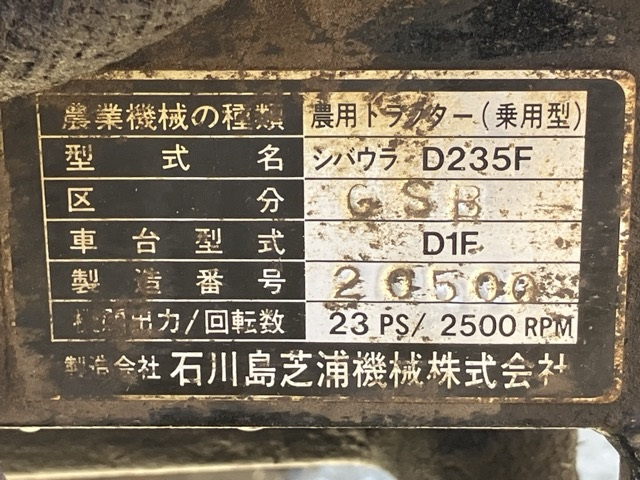 農業機械の種類 農用トラクター(乗用型)
型式名 シバウラ D235F
区分 GSB
車台型式 D1F
製造番号 20500
機関出力/回転数 23 PS/ 2500 RPM
製造会社 石川島芝浦機械株式会社